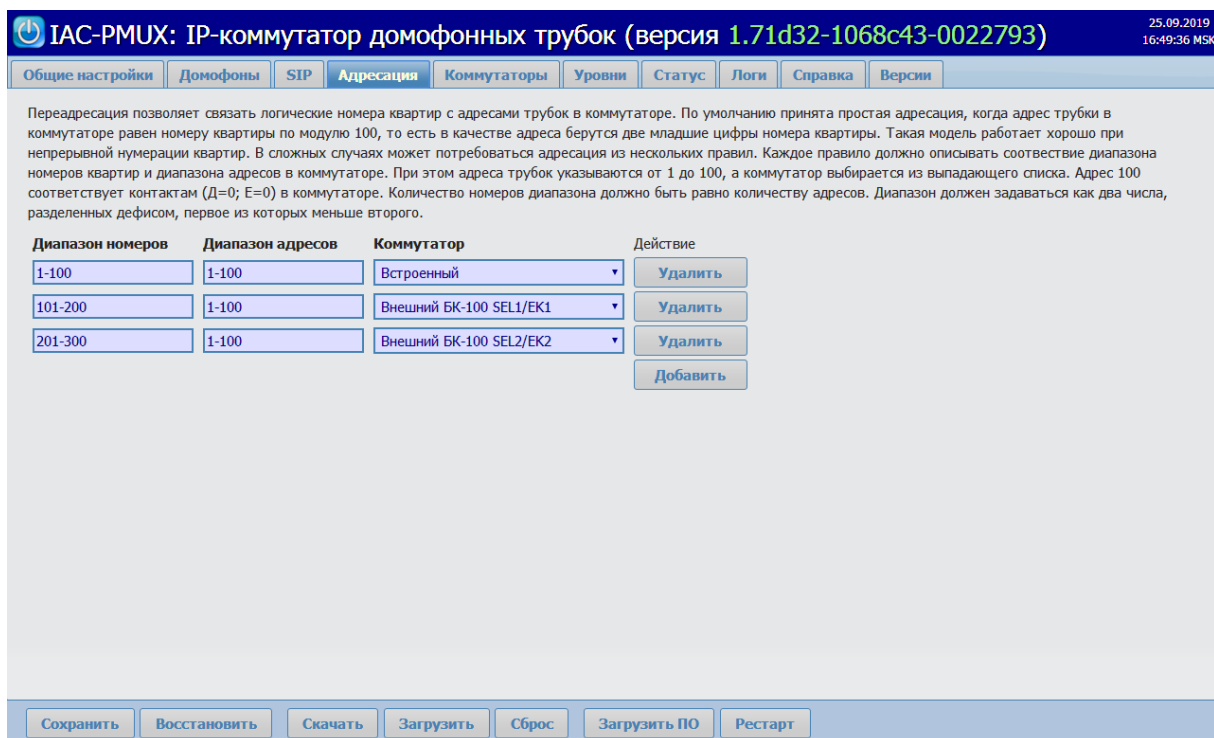 IAC-PMUX: IP-коммутатор домофонных трубок (версия 1.71d32-1068c43-0022793)
25.09.2019
16:49:36 MSK
Общие настройки Домофоны SIP Адресация Коммутаторы Уровни Статус Логи Справка Версии
Переадресация позволяет связать логические номера квартир с адресами трубок в коммутаторе. По умолчанию принята простая адресация, когда адрес трубки в
коммутаторе равен номеру квартиры по модулю 100, то есть в качестве адреса берутся две младшие цифры номера квартиры. Такая модель работает хорошо при
непрерывной нумерации квартир. В сложных случаях может потребоваться адресация из нескольких правил. Каждое правило должно описывать соотвествие диапазона
номеров квартир и диапазона адресов в коммутаторе. При этом адреса трубок указываются от 1 до 100, а коммутатор выбирается из выпадающего списка. Адрес 100
соответствует контактам (Д=0; Е=0) в коммутаторе. Количество номеров диапазона должно быть равно количеству адресов. Диапазон должен задаваться как два числа,
разделенных дефисом, первое из которых меньше второго.
Диапазон номеров Диапазон адресов Коммутатор Действие
1-100 1-100 Встроенный Удалить
101-200 1-100 Внешний БК-100 SEL1/EK1 Удалить
201-300 1-100 Внешний БК-100 SEL2/EK2 Удалить
Добавить
Сохранить Восстановить Скачать Загрузить Сброс Загрузить ПО Рестарт